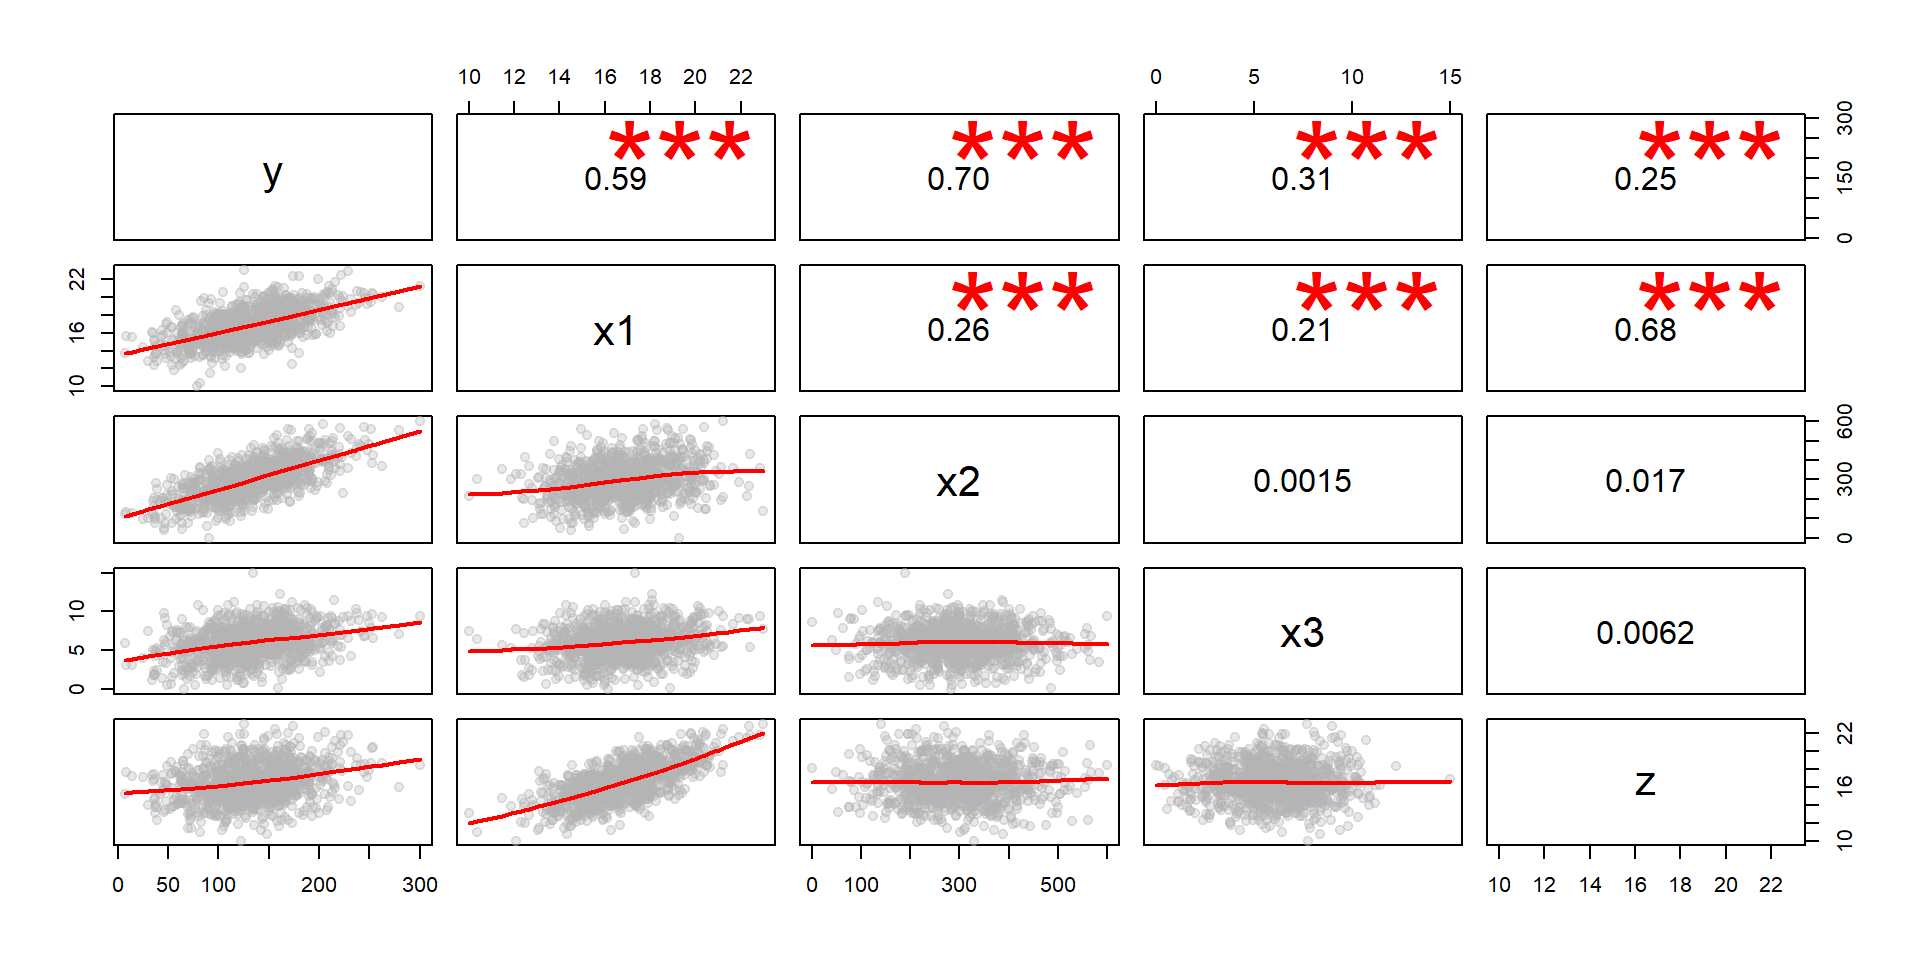 10 12 14 16 18 20 22 0 5 10 15
y *** 0.59 *** 0.70 *** 0.31 *** 0.25 0 150 300
10 16 22 x1 *** 0.26 *** 0.21 *** 0.68
x2 0.0015 0.017 0 300 600
0 5 10 x3 0.0062
z 10 16 22
0 50 100 200 300 0 100 300 500 10 12 14 16 18 20 22